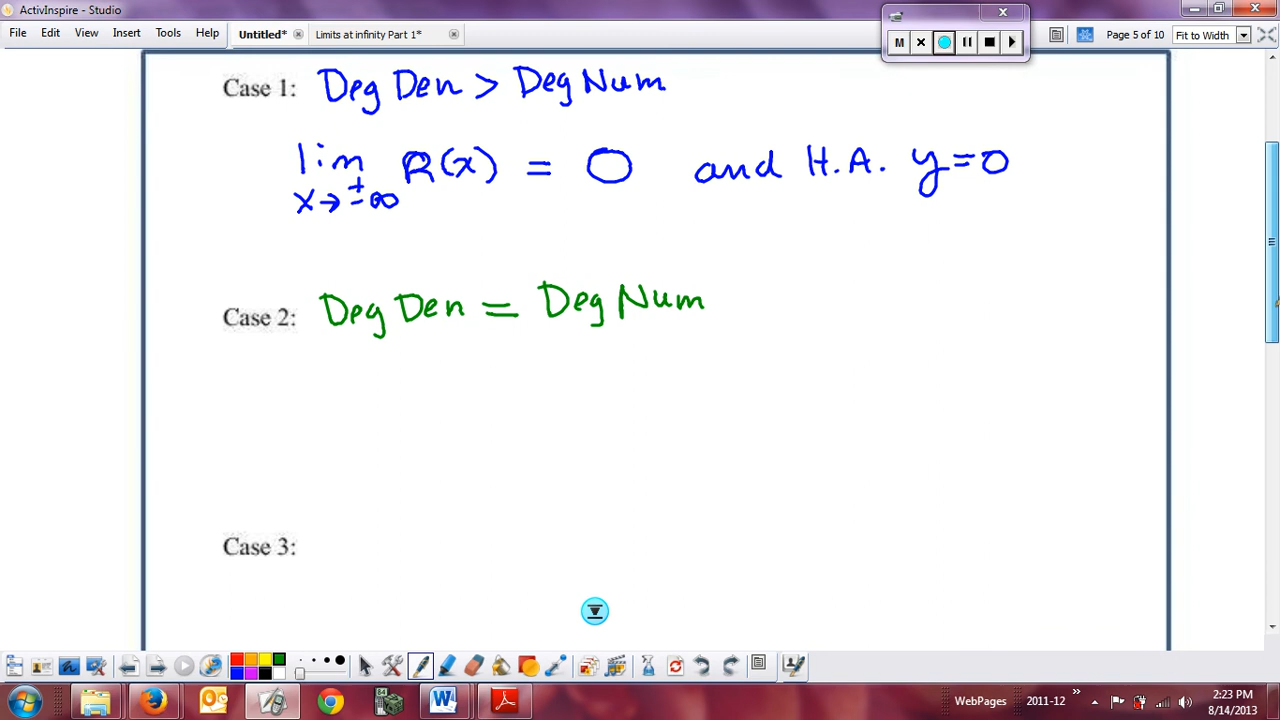 ActivInspire - Studio
File Edit View Insert Tools Help Untitled* Limits at infinity Part 1* Page 5 of 10 Fit to Width
M
Case 1: Deg Den > Deg Num
lim R(x) = 0 and H.A. y=0
x→±∞
Case 2: Deg Den = Deg Num
Case 3:
WebPages 2011-12 » 2:23 PM
8/14/2013